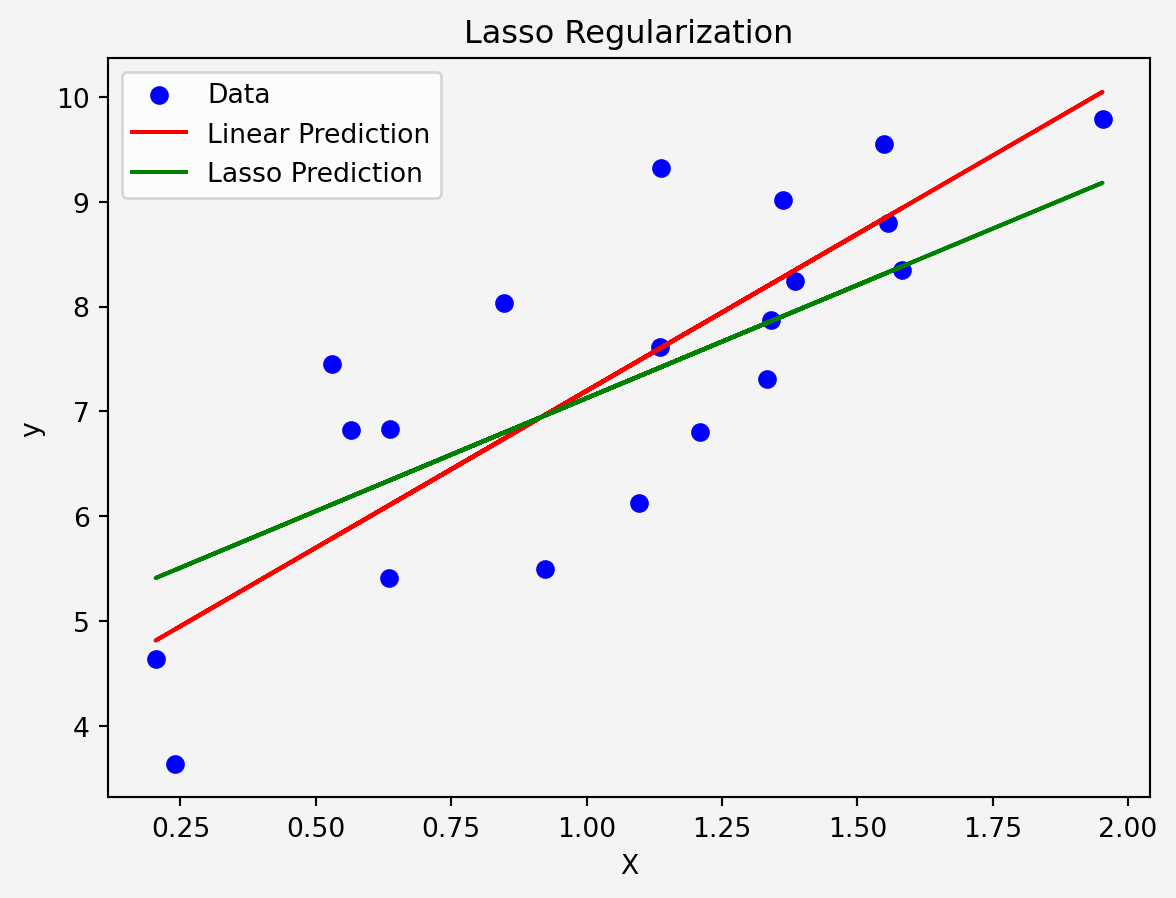 Lasso Regularization
Data
Linear Prediction
Lasso Prediction
10
9
8
7
6
5
4
y
0.25 0.50 0.75 1.00 1.25 1.50 1.75 2.00
X